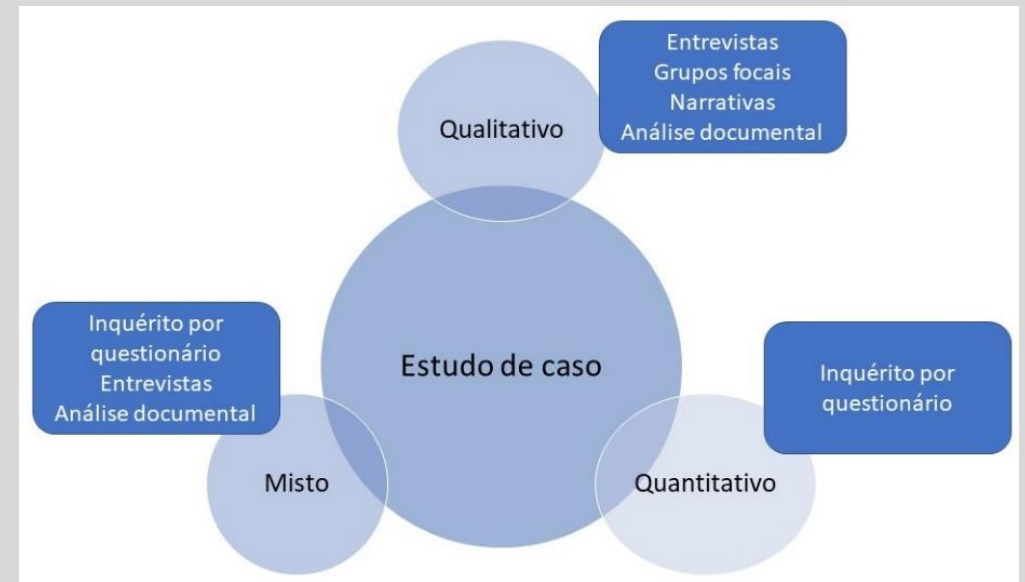 Entrevistas
Grupos focais
Narrativas
Análise documental
Qualitativo
Inquérito por
questionário
Entrevistas
Análise documental
Estudo de caso
Inquérito por
questionário
Misto
Quantitativo